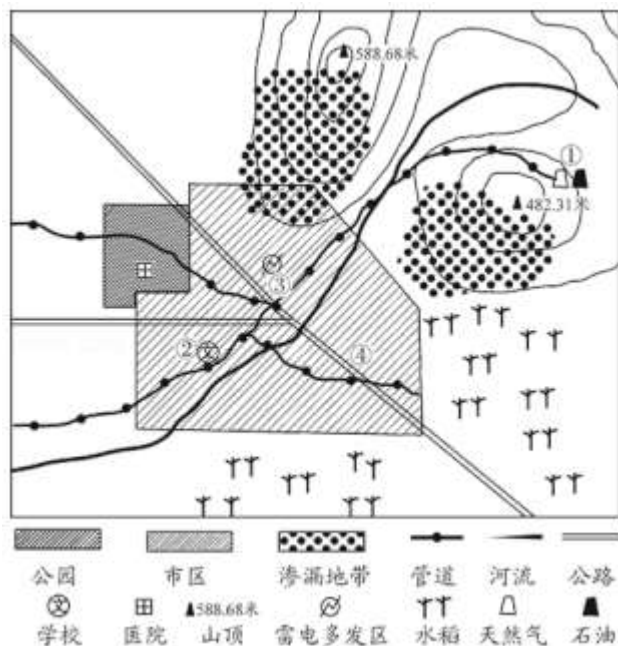 588.68米
①
482.31米
③
②
文
④
公园
市区
渗漏地带
管道
河流
公路
文
588.68米
学校
医院
山顶
雷电多发区
水稻
天然气
石油